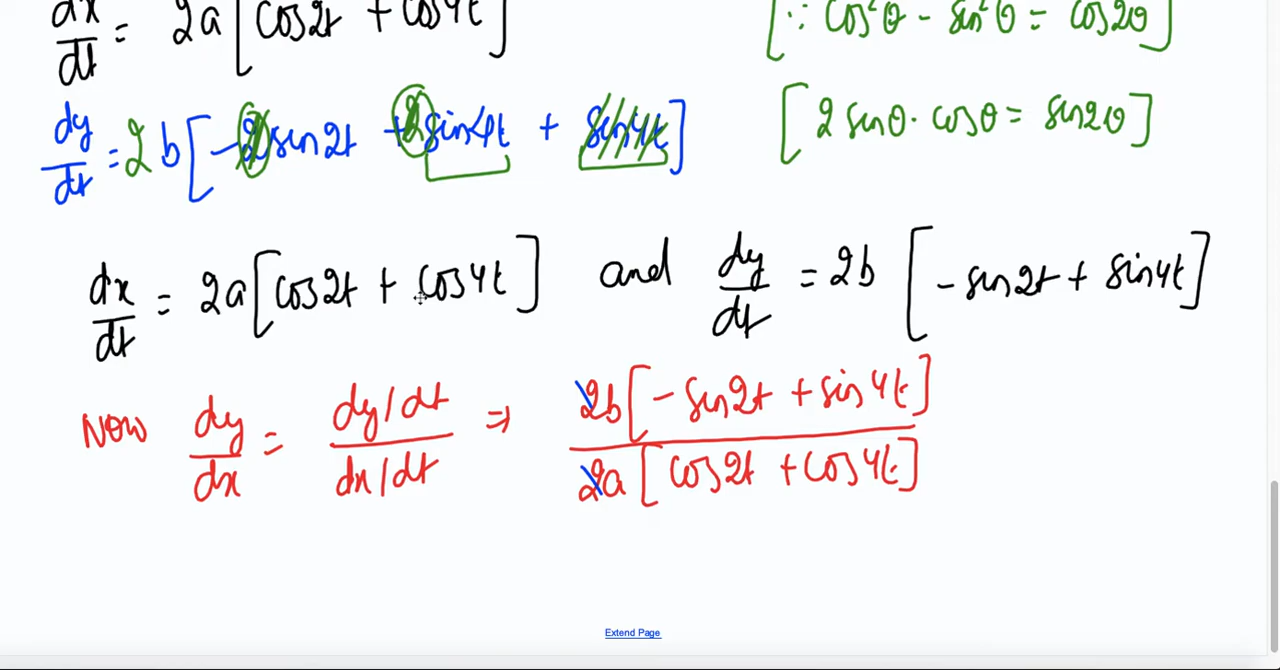 dx/dt = 2a[cos2t + cos4t] [∵ cos²θ - sin²θ = cos2θ]
dy/dt = 2b[-2sin2t + 2sin4t + sin4t] [2 sinθ · cosθ = sin2θ]
dx/dt = 2a[cos2t + cos4t] and dy/dt = 2b [-sin2t + sin4t]
Now dy/dx = dy/dt / dx/dt ⇒ 2b[-sin2t + sin4t] / 2a[cos2t + cos4t]
Extend Page